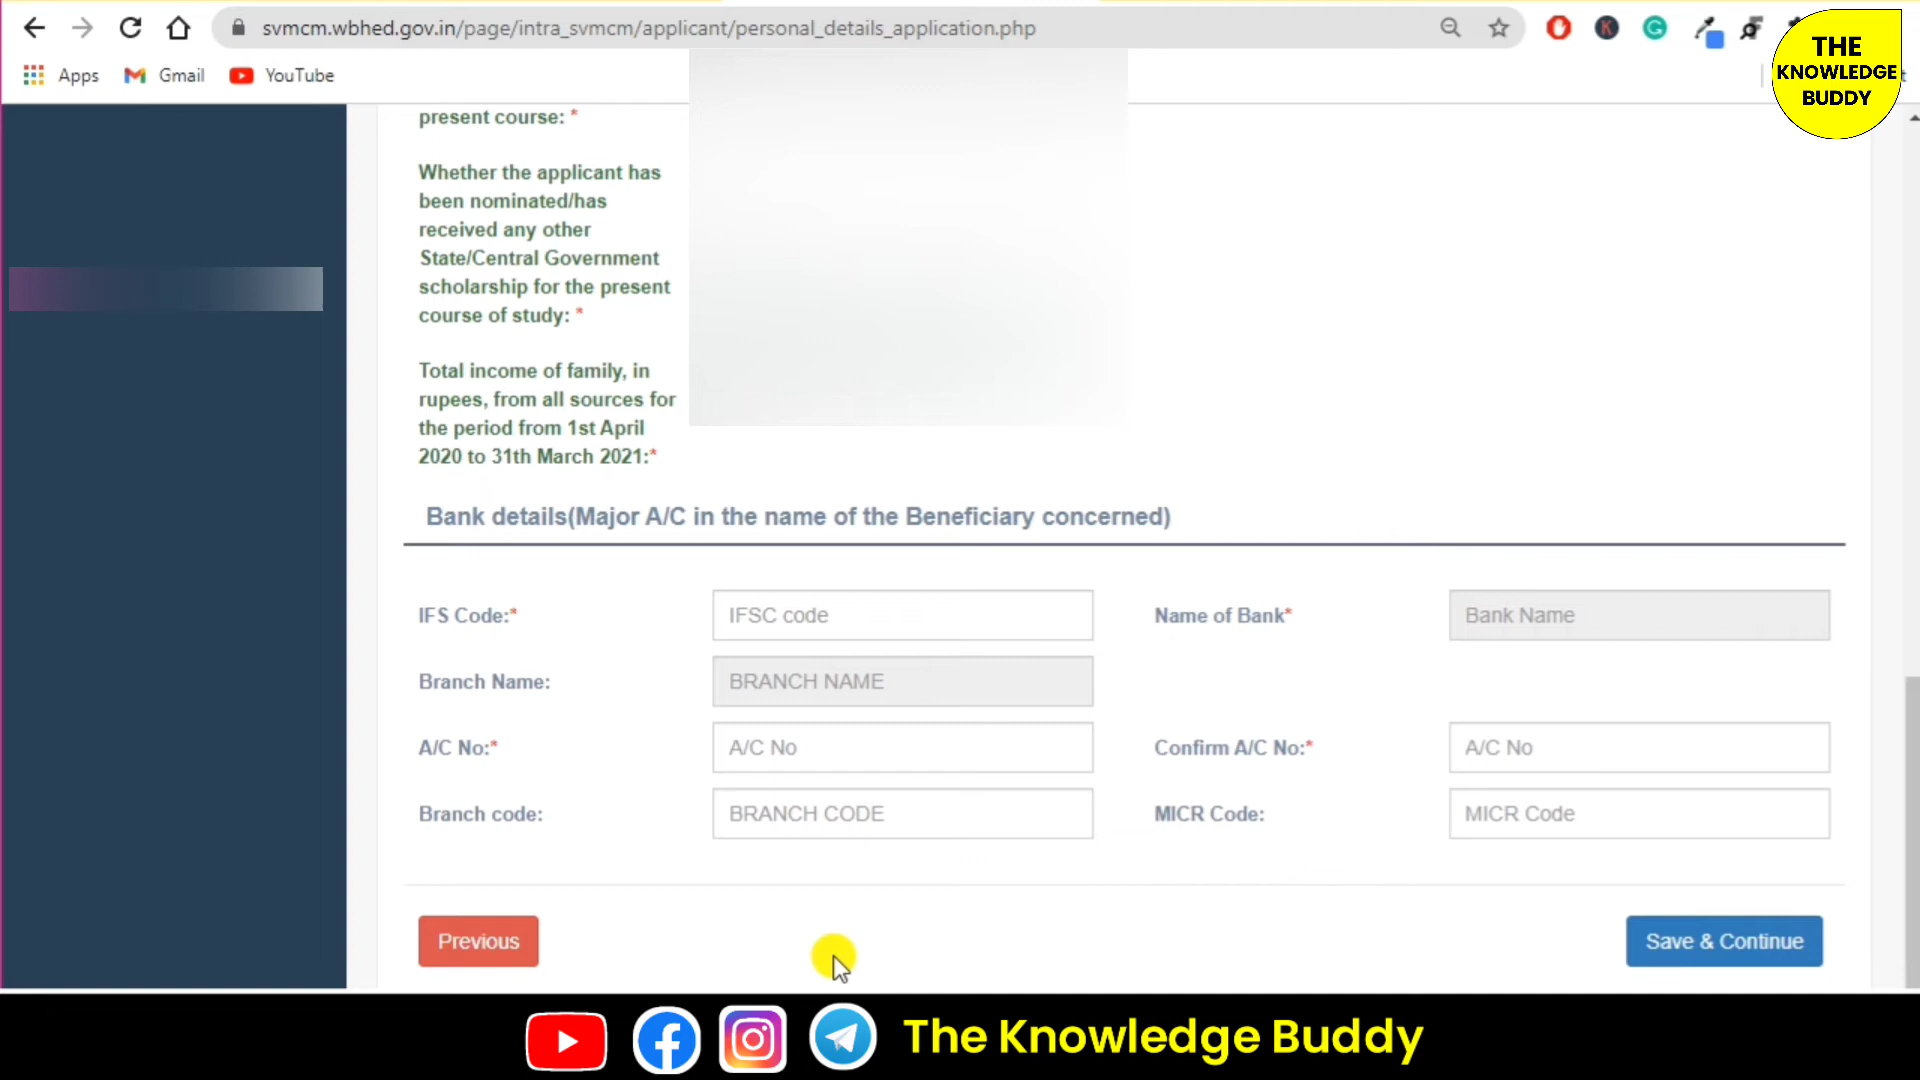 svmcm.wbhed.gov.in/page/intra_svmcm/applicant/personal_details_application.php
THE
KNOWLEDGE
BUDDY
Apps Gmail YouTube
present course: *
Whether the applicant has
been nominated/has
received any other
State/Central Government
scholarship for the present
course of study: *
Total income of family, in
rupees, from all sources for
the period from 1st April
2020 to 31th March 2021:*
Bank details(Major A/C in the name of the Beneficiary concerned)
IFS Code:* IFSC code Name of Bank* Bank Name
Branch Name: BRANCH NAME
A/C No:* A/C No Confirm A/C No:* A/C No
Branch code: BRANCH CODE MICR Code: MICR Code
Previous Save & Continue
The Knowledge Buddy